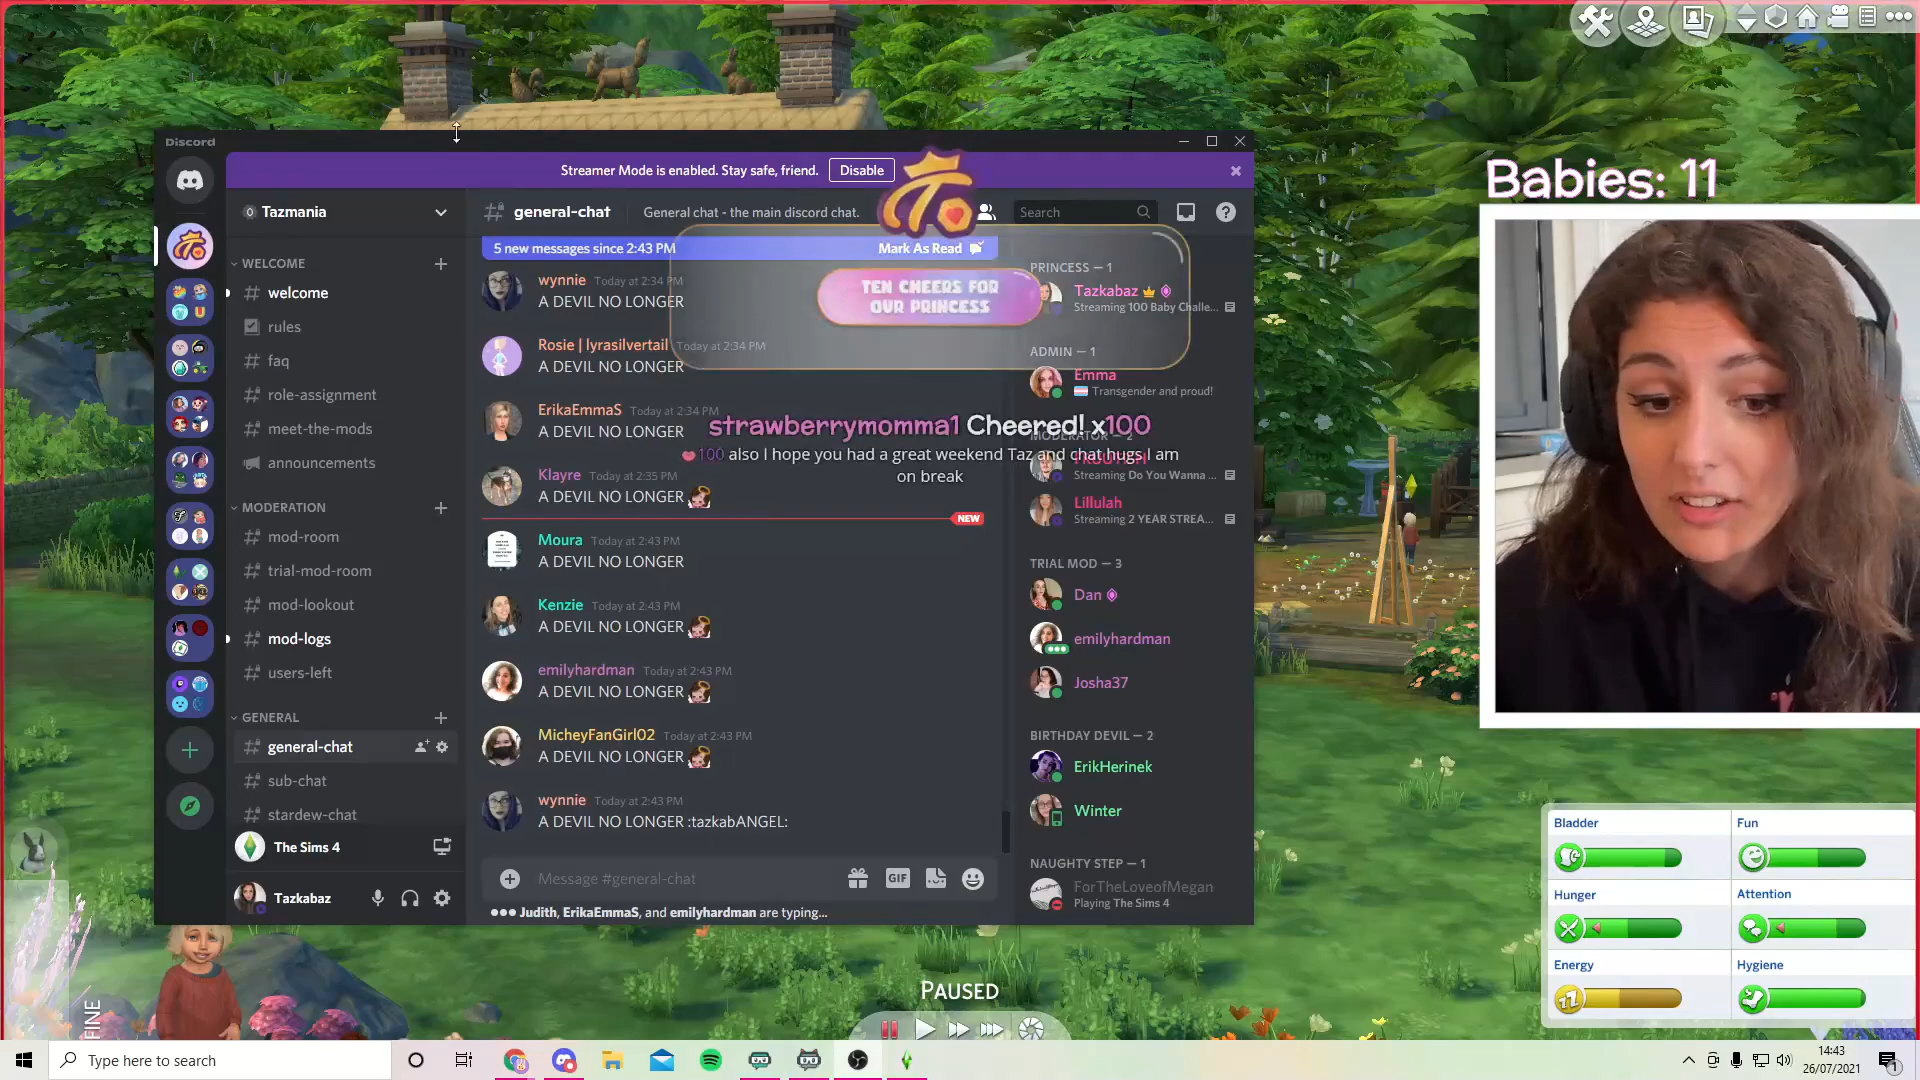 Discord
Streamer Mode is enabled. Stay safe, friend.
Disable
Tazmania
general-chat
General chat - the main discord chat.
Search
5 new messages since 2:43 PM
Mark As Read
WELCOME
welcome
rules
faq
role-assignment
meet-the-mods
announcements
MODERATION
mod-room
trial-mod-room
mod-lookout
mod-logs
users-left
GENERAL
general-chat
sub-chat
stardew-chat
The Sims 4
Tazkabaz
wynnie Today at 2:34 PM
A DEVIL NO LONGER
Rosie | lyrasilvertail Today at 2:34 PM
A DEVIL NO LONGER
ErikaEmmaS Today at 2:34 PM
A DEVIL NO LONGER
Klayre Today at 2:35 PM
A DEVIL NO LONGER
NEW
Moura Today at 2:43 PM
A DEVIL NO LONGER
Kenzie Today at 2:43 PM
A DEVIL NO LONGER
emilyhardman Today at 2:43 PM
A DEVIL NO LONGER
MicheyFanGirl02 Today at 2:43 PM
A DEVIL NO LONGER
wynnie Today at 2:43 PM
A DEVIL NO LONGER :tazkabANGEL:
Message #general-chat
GIF
Judith, ErikaEmmaS, and emilyhardman are typing...
TEN CHEERS FOR
OUR PRINCESS
strawberrymomma1 Cheered! x100
100 also I hope you had a great weekend Taz and chat hugs I am
on break
PRINCESS — 1
Tazkabaz
Streaming 100 Baby Challe...
ADMIN — 1
Emma
Transgender and proud!
MODERATOR — 2
Streaming Do You Wanna ...
Lillulah
Streaming 2 YEAR STREA...
TRIAL MOD — 3
Dan
emilyhardman
Josha37
BIRTHDAY DEVIL — 2
ErikHerinek
Winter
NAUGHTY STEP — 1
ForTheLoveofMegan
Playing The Sims 4
Babies: 11
Bladder
Fun
Hunger
Attention
Energy
Hygiene
FINE
PAUSED
Type here to search
14:43
26/07/2021